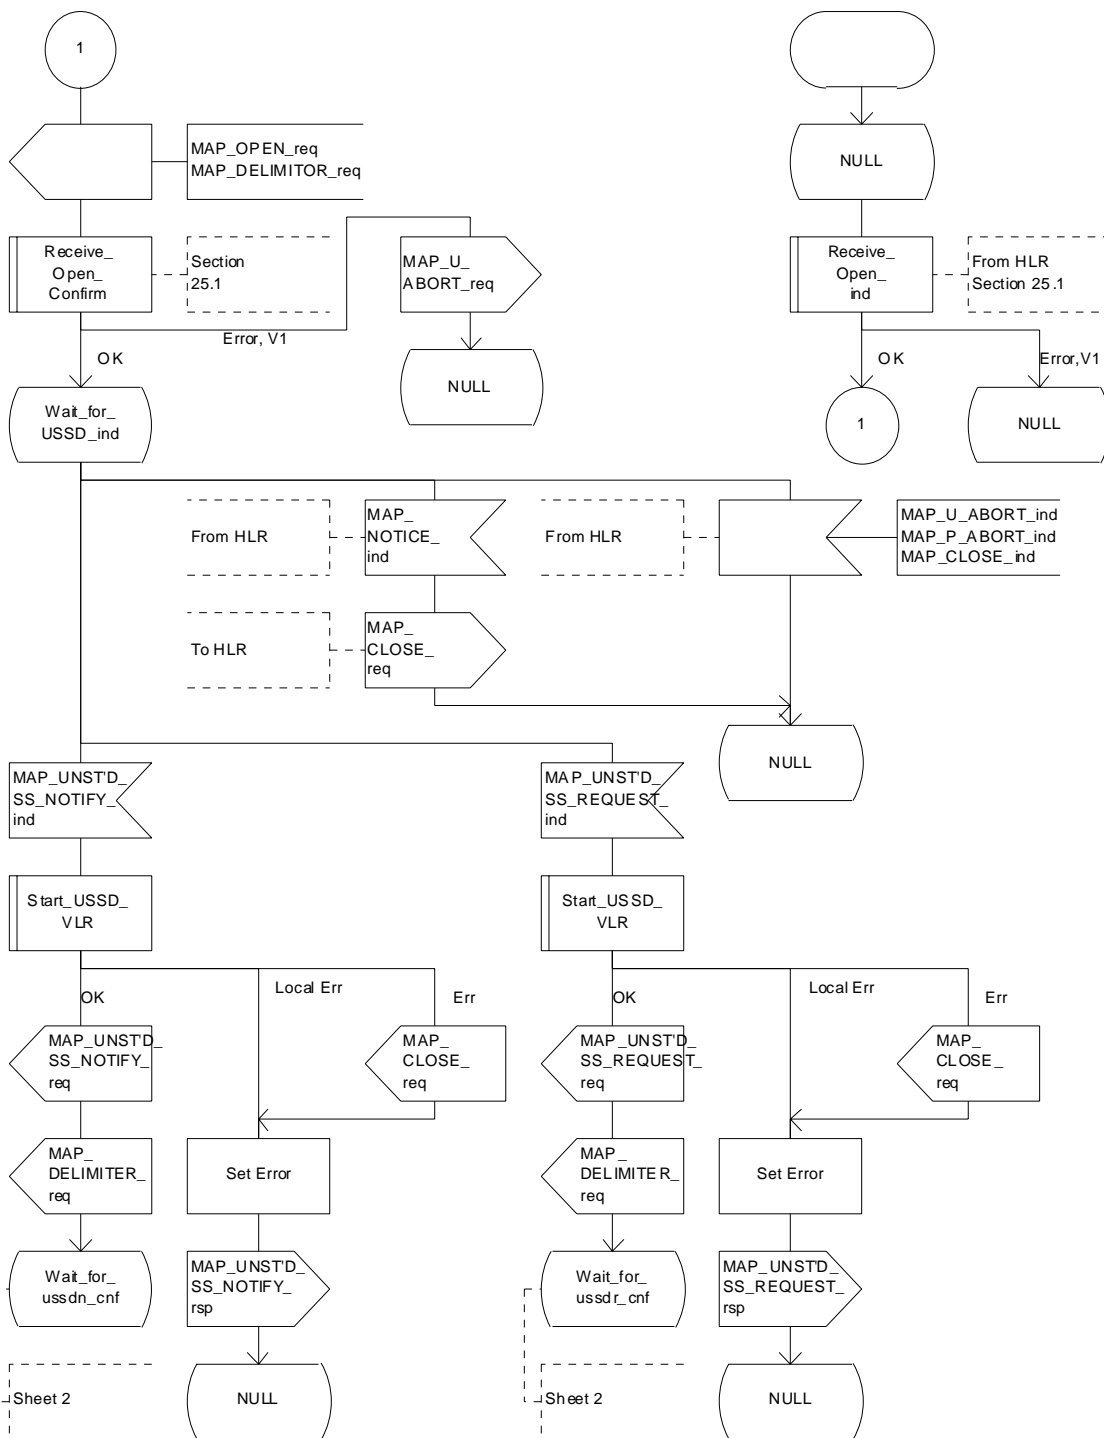 1
MAP_OPEN_req
MAP_DELIMITOR_req
NULL
Receive_
Open_
Confirm
Section
25.1
MAP_U_
ABORT_req
Receive_
Open_
ind
From HLR
Section 25.1
Error, V1
OK
OK
Error,V1
NULL
Wait_for_
USSD_ind
1
NULL
From HLR
MAP_
NOTICE_
ind
From HLR
MAP_U_ABORT_ind
MAP_P_ABORT_ind
MAP_CLOSE_ind
To HLR
MAP_
CLOSE_
req
NULL
MAP_UNST'D_
SS_NOTIFY_
ind
MAP_UNST'D_
SS_REQUEST_
ind
Start_USSD_
VLR
Start_USSD_
VLR
OK
Local Err
Err
OK
Local Err
Err
MAP_UNST'D_
SS_NOTIFY_
req
MAP_
CLOSE_
req
MAP_UNST'D_
SS_REQUEST_
req
MAP_
CLOSE_
req
MAP_
DELIMITER_
req
Set Error
MAP_
DELIMITER_
req
Set Error
Wait_for_
ussdn_cnf
MAP_UNST'D_
SS_NOTIFY_
rsp
Wait_for_
ussdr_cnf
MAP_UNST'D_
SS_REQUEST_
rsp
Sheet 2
NULL
Sheet 2
NULL